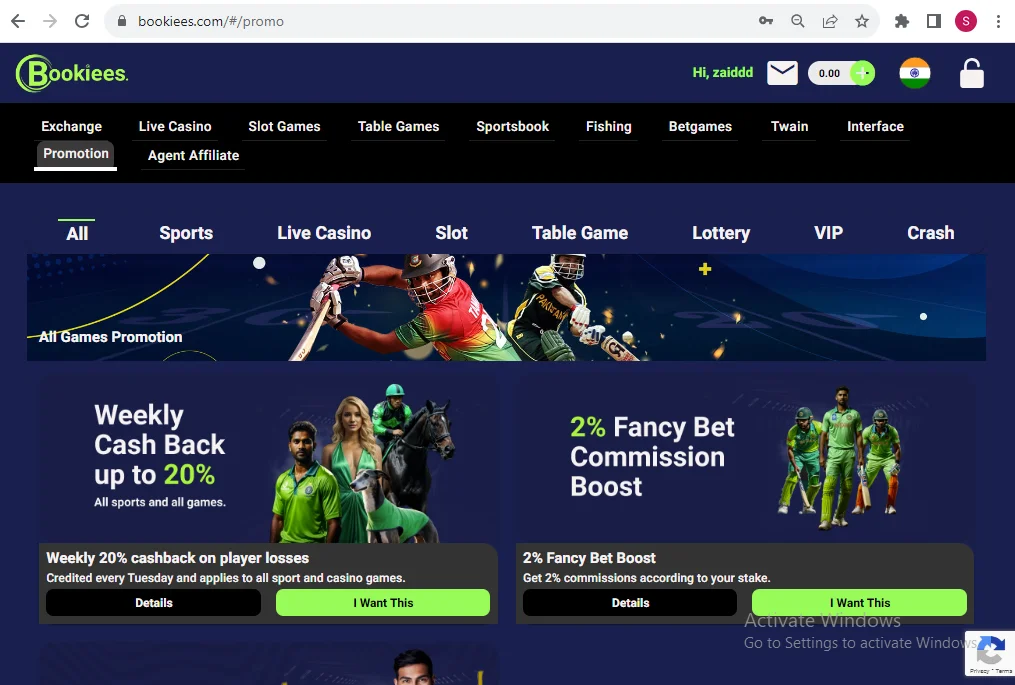 bookiees.com/#/promo
S
Bookiees.
Hi, zaiddd
0.00
Exchange Live Casino Slot Games Table Games Sportsbook Fishing Betgames Twain Interface
Promotion Agent Affiliate
All Sports Live Casino Slot Table Game Lottery VIP Crash
PAKISTAN
All Games Promotion
Weekly
Cash Back
up to 20%
All sports and all games.
2% Fancy Bet
Commission
Boost
Weekly 20% cashback on player losses
Credited every Tuesday and applies to all sport and casino games.
Details I Want This
2% Fancy Bet Boost
Get 2% commissions according to your stake.
Details I Want This
Activate Windows
Go to Settings to activate Windows.
Privacy - Terms